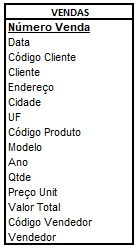 VENDAS
Número Venda
Data
Código Cliente
Cliente
Endereço
Cidade
UF
Código Produto
Modelo
Ano
Qtde
Preço Unit
Valor Total
Código Vendedor
Vendedor